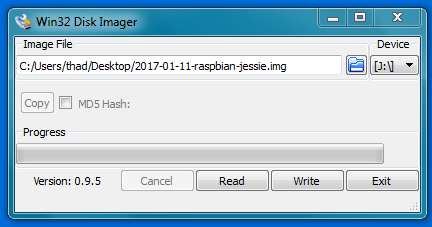 Win32 Disk Imager
Image File
Device
C:/Users/thad/Desktop/2017-01-11-raspbian-jessie.img
[J:\]
Copy
MD5 Hash:
Progress
Version: 0.9.5
Cancel
Read
Write
Exit